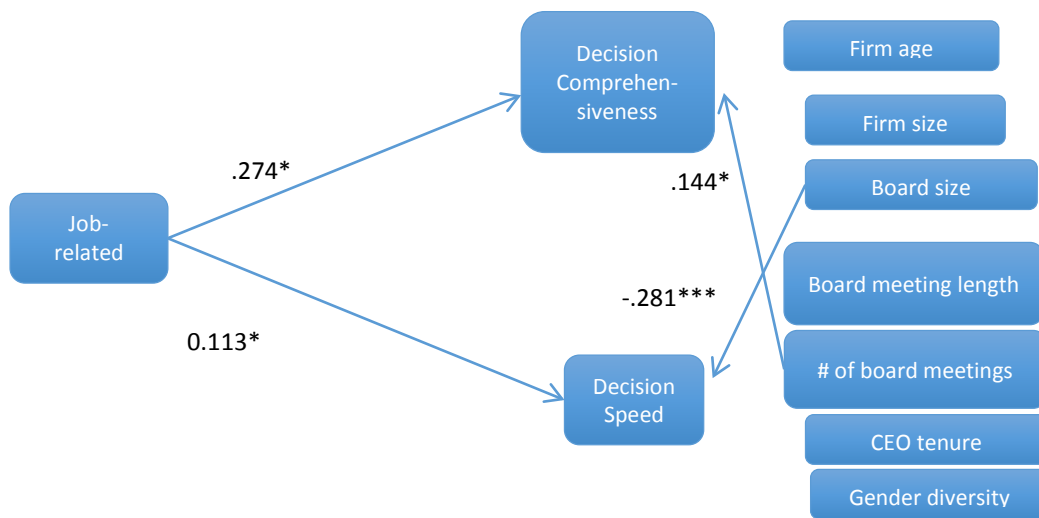 Decision
Comprehen-
siveness
Firm age
Firm size
.274*
.144*
Board size
Job-
related
Board meeting length
-.281***
0.113*
# of board meetings
Decision
Speed
CEO tenure
Gender diversity